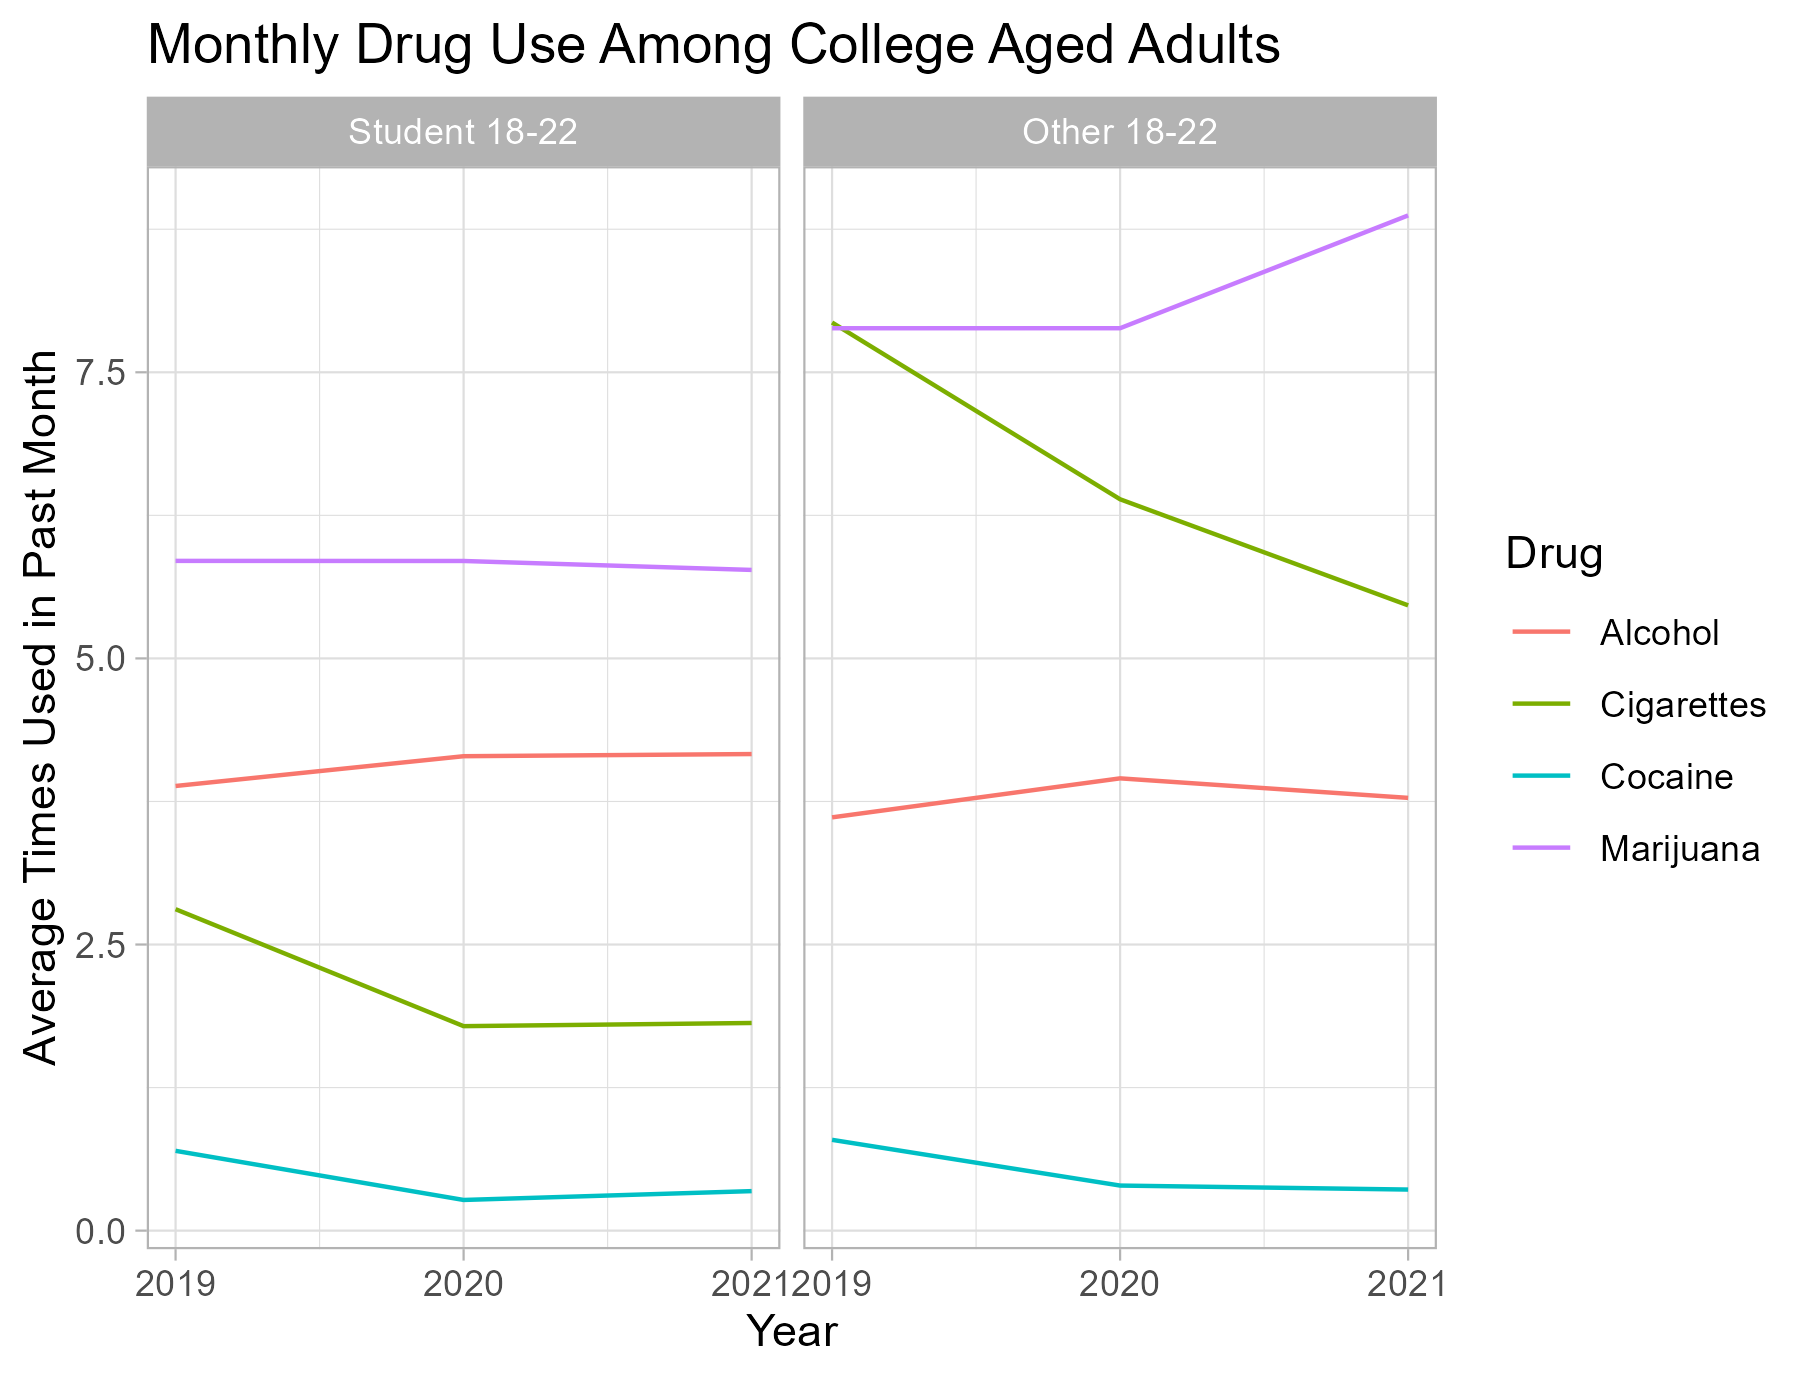 Monthly Drug Use Among College Aged Adults
Student 18-22
Other 18-22
Average Times Used in Past Month
7.5
5.0
2.5
0.0
2019
2020
2021
2019
2020
2021
Year
Drug
Alcohol
Cigarettes
Cocaine
Marijuana